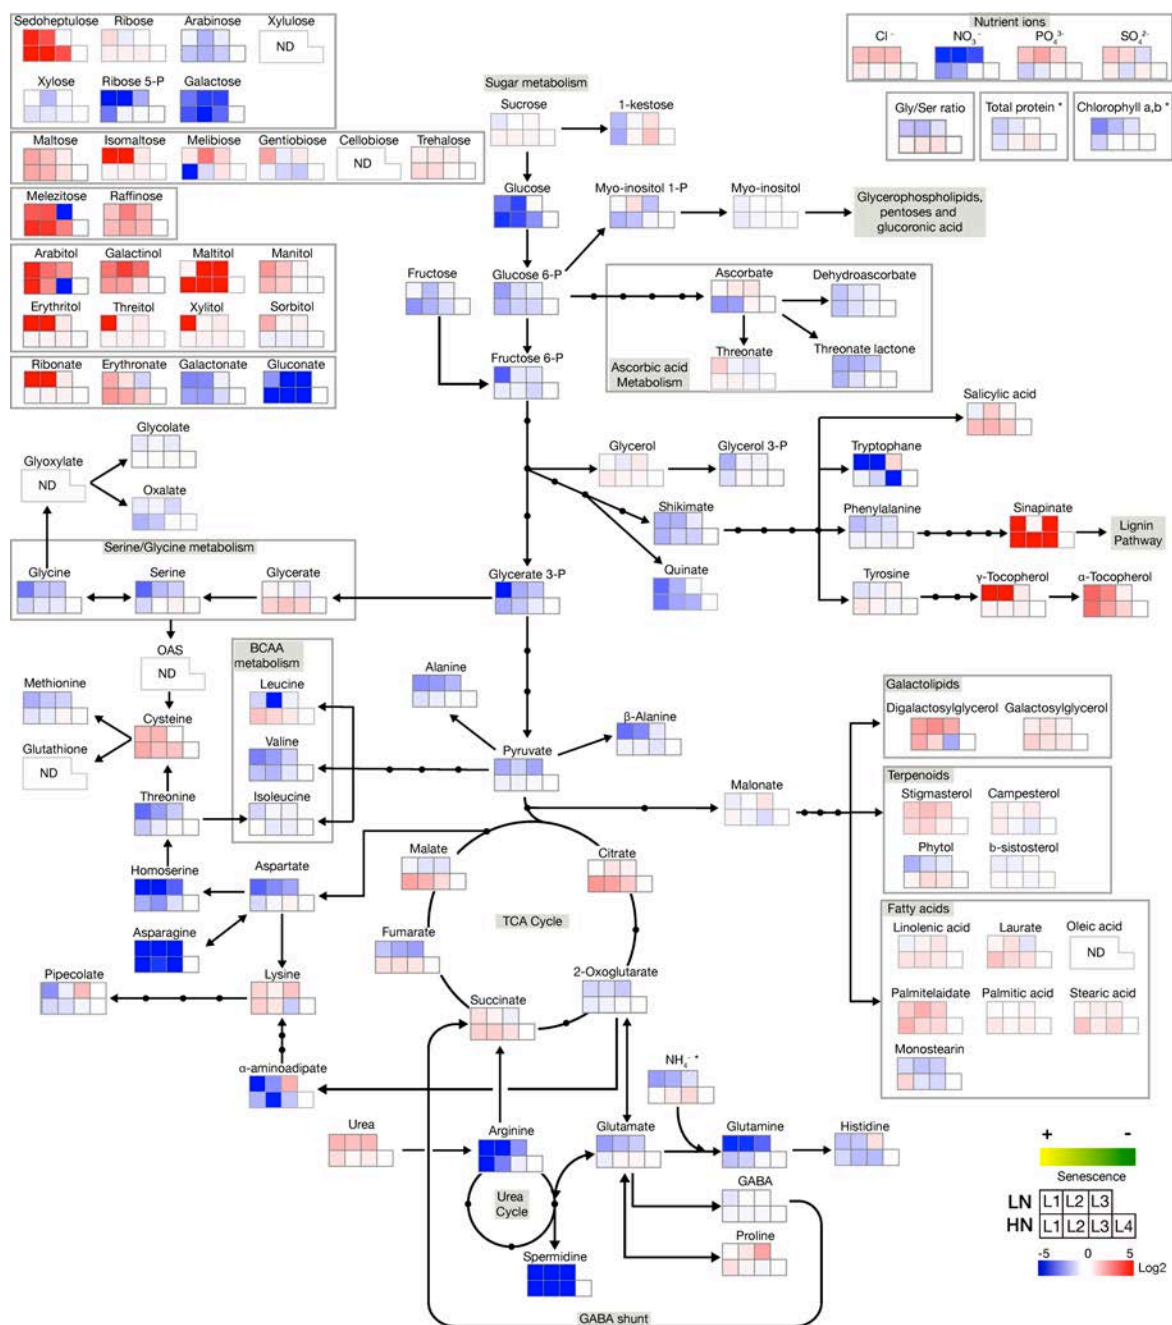 Sedoheptulose Ribose Arabinose Xylulose
ND
Xylose Ribose 5-P Galactose
Maltose Isomaltose Melibiose Gentiobiose Cellobiose Trehalose
ND
Melezitose Raffinose
Arabitol Galactinol Maltitol Manitol
Erythritol Threitol Xylitol Sorbitol
Ribonate Erythronate Galactonate Gluconate
Nutrient ions
Cl⁻ NO₃⁻ PO₄³⁻ SO₄²⁻
Gly/Ser ratio Total protein * Chlorophyll a,b *
Sugar metabolism
Sucrose 1-kestose
Glucose Myo-inositol 1-P Myo-inositol
Glycerophospholipids,
pentoses and
glucoronic acid
Fructose Glucose 6-P Ascorbate Dehydroascorbate
Fructose 6-P Threonate Threonate lactone
Ascorbic acid
Metabolism
Glycolate
Glyoxylate
ND
Oxalate
Glycerol Glycerol 3-P
Salicylic acid
Tryptophane
Shikimate Phenylalanine Sinapinate
Lignin
Pathway
Quinate Tyrosine γ-Tocopherol α-Tocopherol
Serine/Glycine metabolism
Glycine Serine Glycerate Glycerate 3-P
OAS
ND
BCAA
metabolism
Leucine
Valine
Isoleucine
Methionine
Cysteine
Glutathione
ND
Threonine
Homoserine Aspartate
Asparagine
Pipecolate Lysine
α-aminoadipate
Alanine
β-Alanine
Pyruvate
Malonate
Galactolipids
Digalactosylglycerol Galactosylglycerol
Terpenoids
Stigmasterol Campesterol
Phytol b-sistosterol
Fatty acids
Linolenic acid Laurate Oleic acid
ND
Palmitelaidate Palmitic acid Stearic acid
Monostearin
Malate Citrate
TCA Cycle
Fumarate
2-Oxoglutarate
Succinate
NH₄⁻ *
Urea Arginine Glutamate Glutamine Histidine
Urea
Cycle
GABA
Proline
Spermidine
GABA shunt
+ -
Senescence
LN L1 L2 L3
HN L1 L2 L3 L4
-5 0 5
Log2